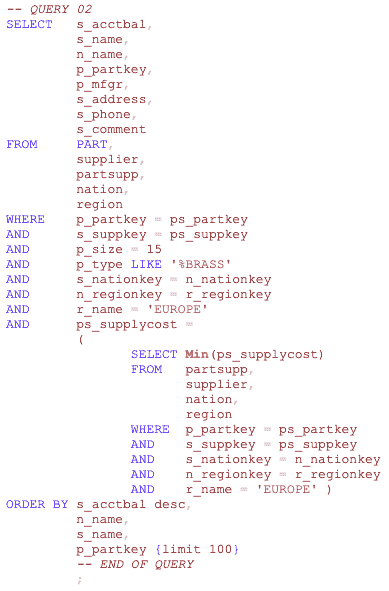 -- QUERY 02
SELECT s_acctbal,
s_name,
n_name,
p_partkey,
p_mfgr,
s_address,
s_phone,
s_comment
FROM PART,
supplier,
partsupp,
nation,
region
WHERE p_partkey = ps_partkey
AND s_suppkey = ps_suppkey
AND p_size = 15
AND p_type LIKE '%BRASS'
AND s_nationkey = n_nationkey
AND n_regionkey = r_regionkey
AND r_name = 'EUROPE'
AND ps_supplycost =
(
SELECT Min(ps_supplycost)
FROM partsupp,
supplier,
nation,
region
WHERE p_partkey = ps_partkey
AND s_suppkey = ps_suppkey
AND s_nationkey = n_nationkey
AND n_regionkey = r_regionkey
AND r_name = 'EUROPE' )
ORDER BY s_acctbal desc,
n_name,
s_name,
p_partkey {limit 100}
-- END OF QUERY
;